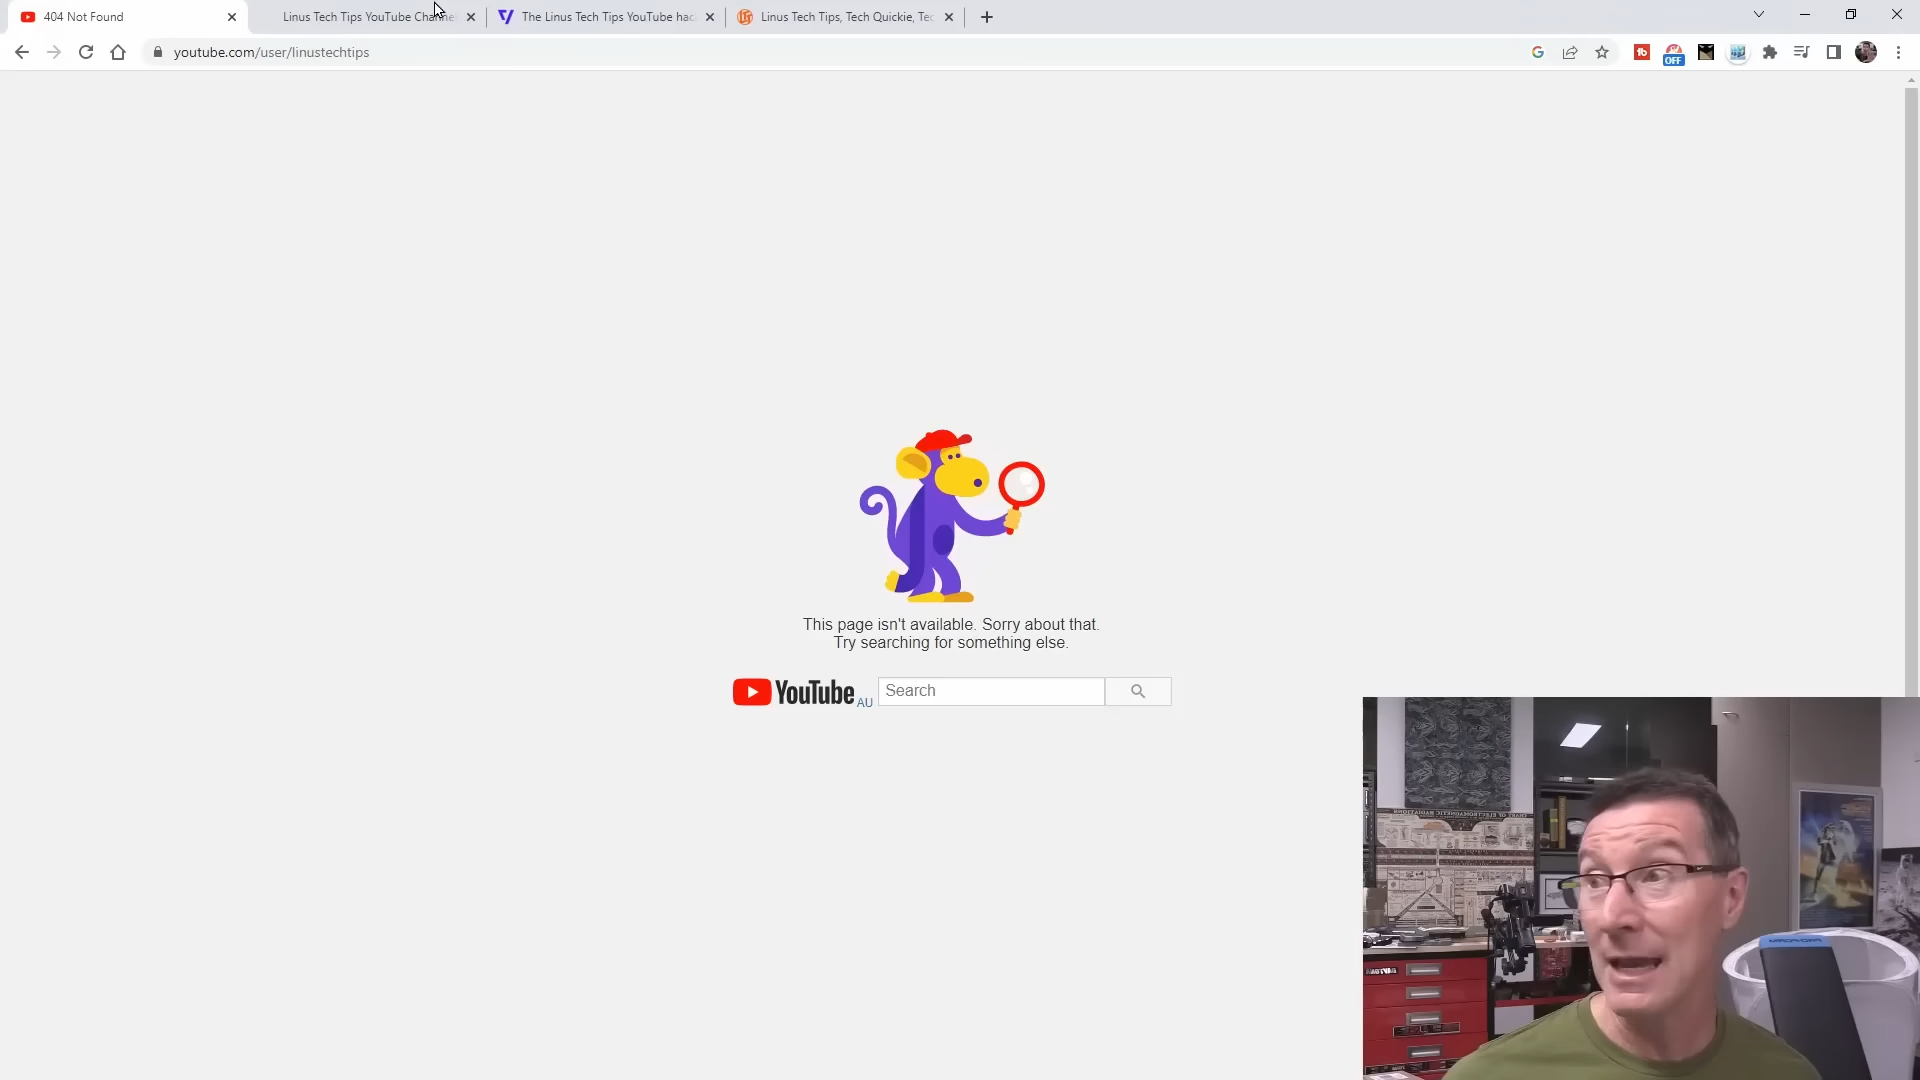 404 Not Found
Linus Tech Tips YouTube Channe
The Linus Tech Tips YouTube hac
Linus Tech Tips, Tech Quickie, Tec
youtube.com/user/linustechtips
OFF
This page isn't available. Sorry about that.
Try searching for something else.
YouTube AU
Search